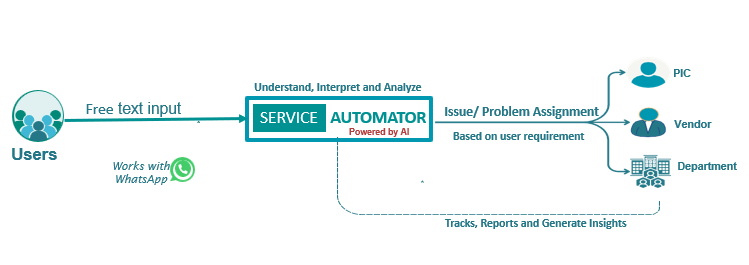 Understand, Interpret and Analyze
Free text input
SERVICE AUTOMATOR
Powered by AI
Users
Works with
WhatsApp
Issue/ Problem Assignment
Based on user requirement
PIC
Vendor
Department
Tracks, Reports and Generate Insights